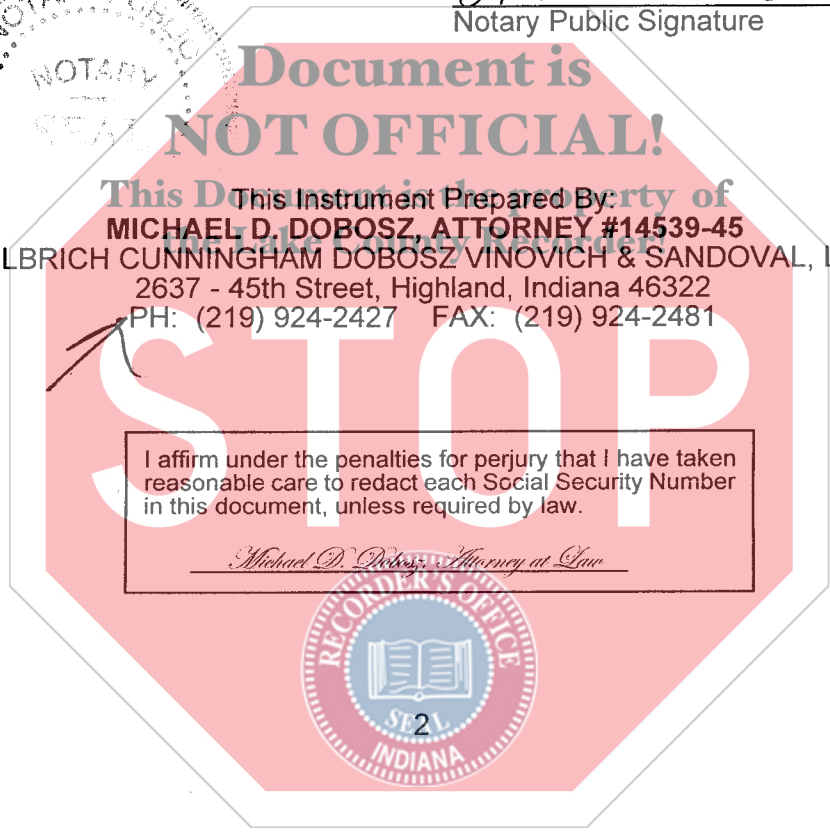 Notary Public Signature
NOTARY PUBLIC
NOTARY
SEAL
Document is
NOT OFFICIAL!
This Document is the property of
the Lake County Recorder!
This Instrument Prepared By:
MICHAEL D. DOBOSZ, ATTORNEY #14539-45
LBRICH CUNNINGHAM DOBOSZ VINOVICH & SANDOVAL, L
2637 - 45th Street, Highland, Indiana 46322
PH: (219) 924-2427 FAX: (219) 924-2481
STOP
I affirm under the penalties for perjury that I have taken
reasonable care to redact each Social Security Number
in this document, unless required by law.
Michael D. Dobosz, Attorney at Law
RECORDER'S OFFICE
SEAL
INDIANA
2